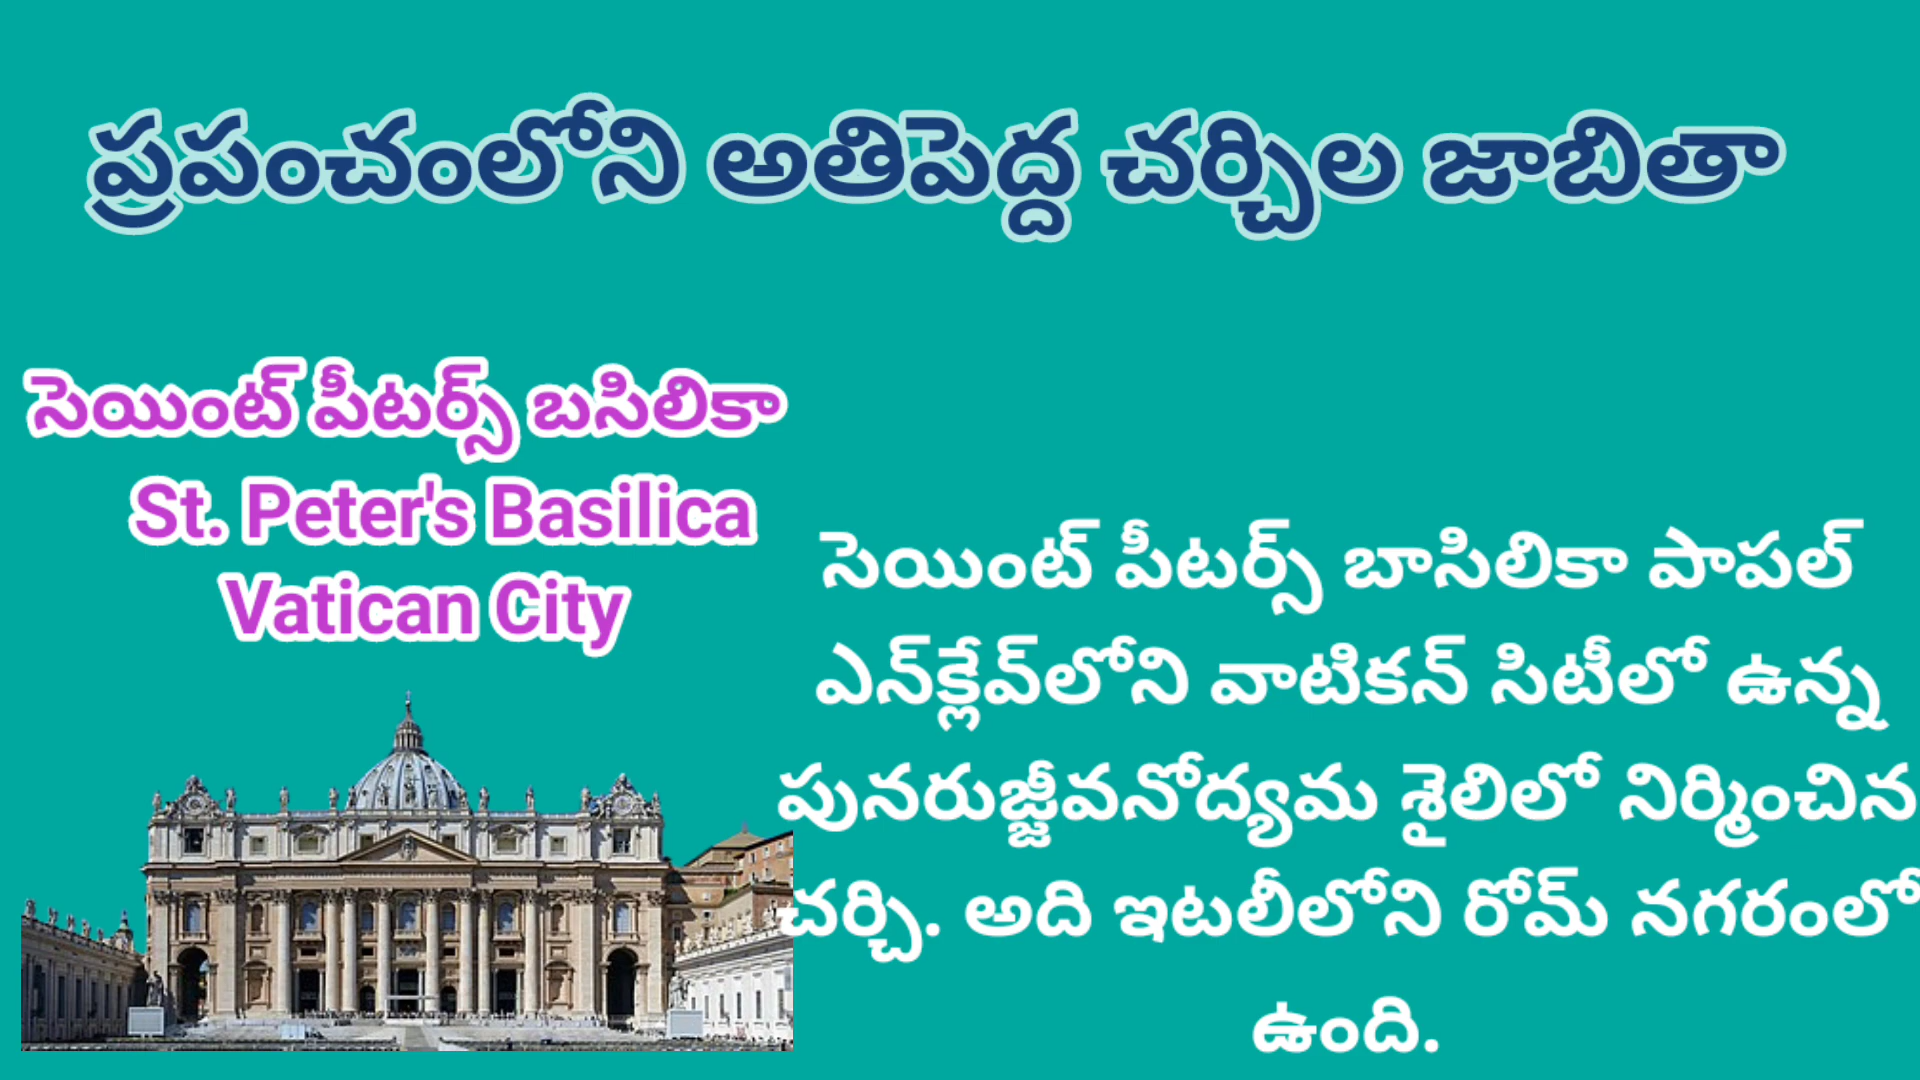 ప్రపంచంలోని అతిపెద్ద చర్చిల జాబితా
సెయింట్ పీటర్స్ బసిలికా
St. Peter's Basilica
Vatican City
సెయింట్ పీటర్స్ బాసిలికా పాపల్
ఎన్‌క్లేవ్‌లోని వాటికన్ సిటీలో ఉన్న
పునరుజ్జీవనోద్యమ శైలిలో నిర్మించిన
చర్చి. అది ఇటలీలోని రోమ్ నగరంలో
ఉంది.